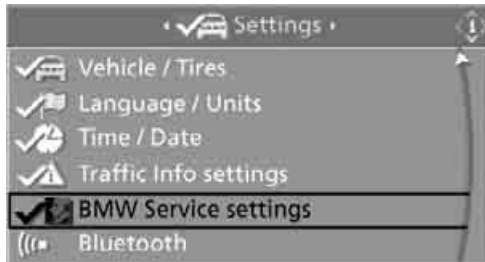 Settings
Vehicle / Tires
Language / Units
Time / Date
Traffic Info settings
BMW Service settings
Bluetooth